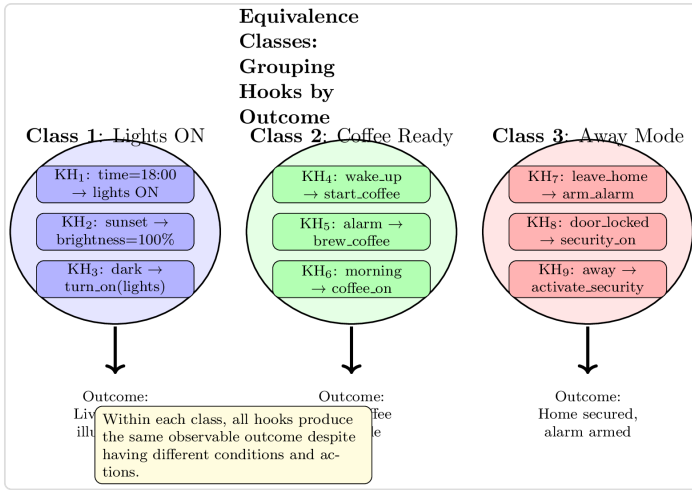 Equivalence
Classes:
Grouping
Hooks by
Outcome
Class 1: Lights ON
KH₁: time=18:00
→ lights ON
KH₂: sunset →
brightness=100%
KH₃: dark →
turn_on(lights)
Outcome:
Class 2: Coffee Ready
KH₄: wake_up
→ start_coffee
KH₅: alarm →
brew_coffee
KH₆: morning
→ coffee_on
Outcome:
Class 3: Away Mode
KH₇: leave_home
→ arm_alarm
KH₈: door_locked
→ security_on
KH₉: away →
activate_security
Outcome:
Home secured,
alarm armed
Within each class, all hooks produce
the same observable outcome despite
having different conditions and ac-
tions.